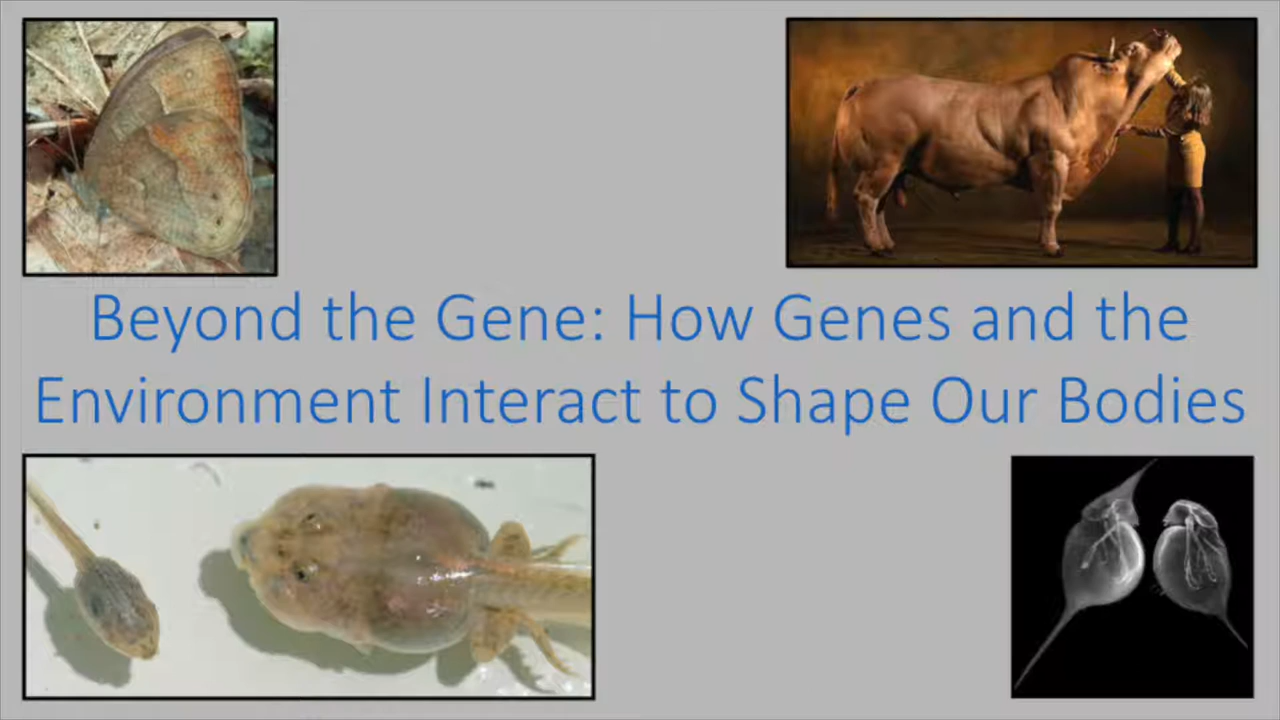 Beyond the Gene: How Genes and the
Environment Interact to Shape Our Bodies